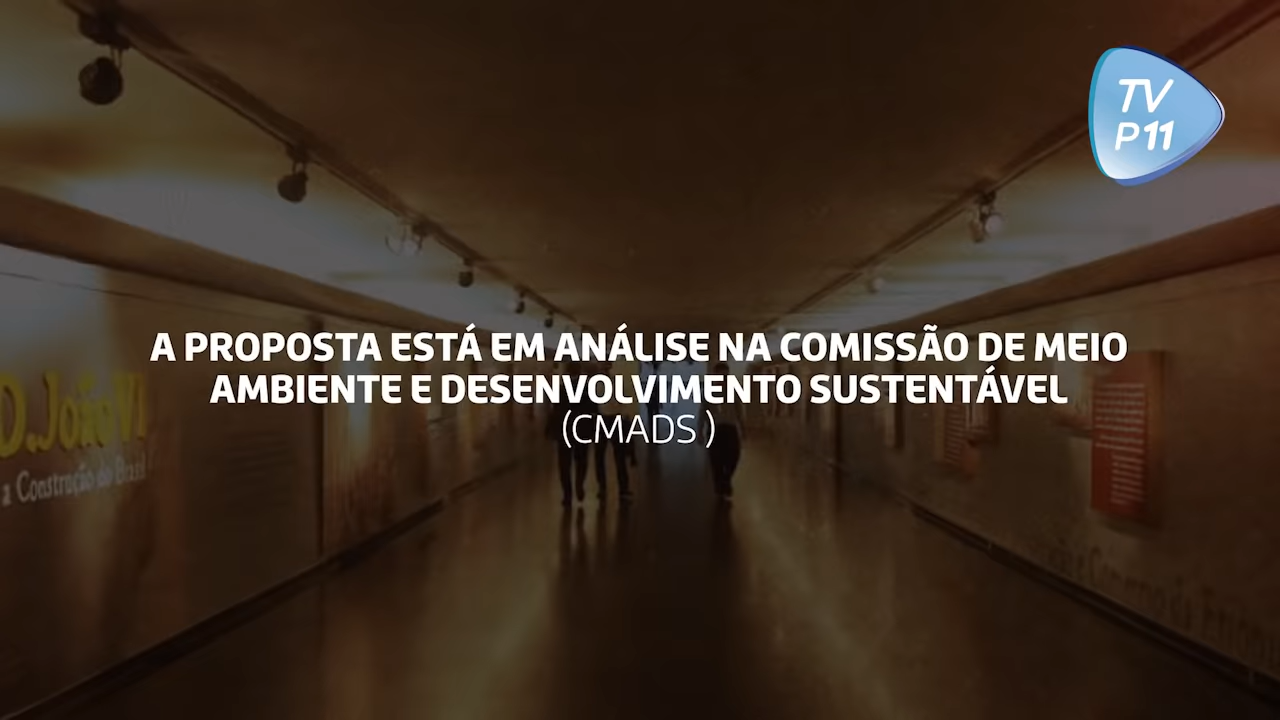 TV
P11
A PROPOSTA ESTÁ EM ANÁLISE NA COMISSÃO DE MEIO
AMBIENTE E DESENVOLVIMENTO SUSTENTÁVEL
(CMADS )
D.João VI
a Construção do Brasil